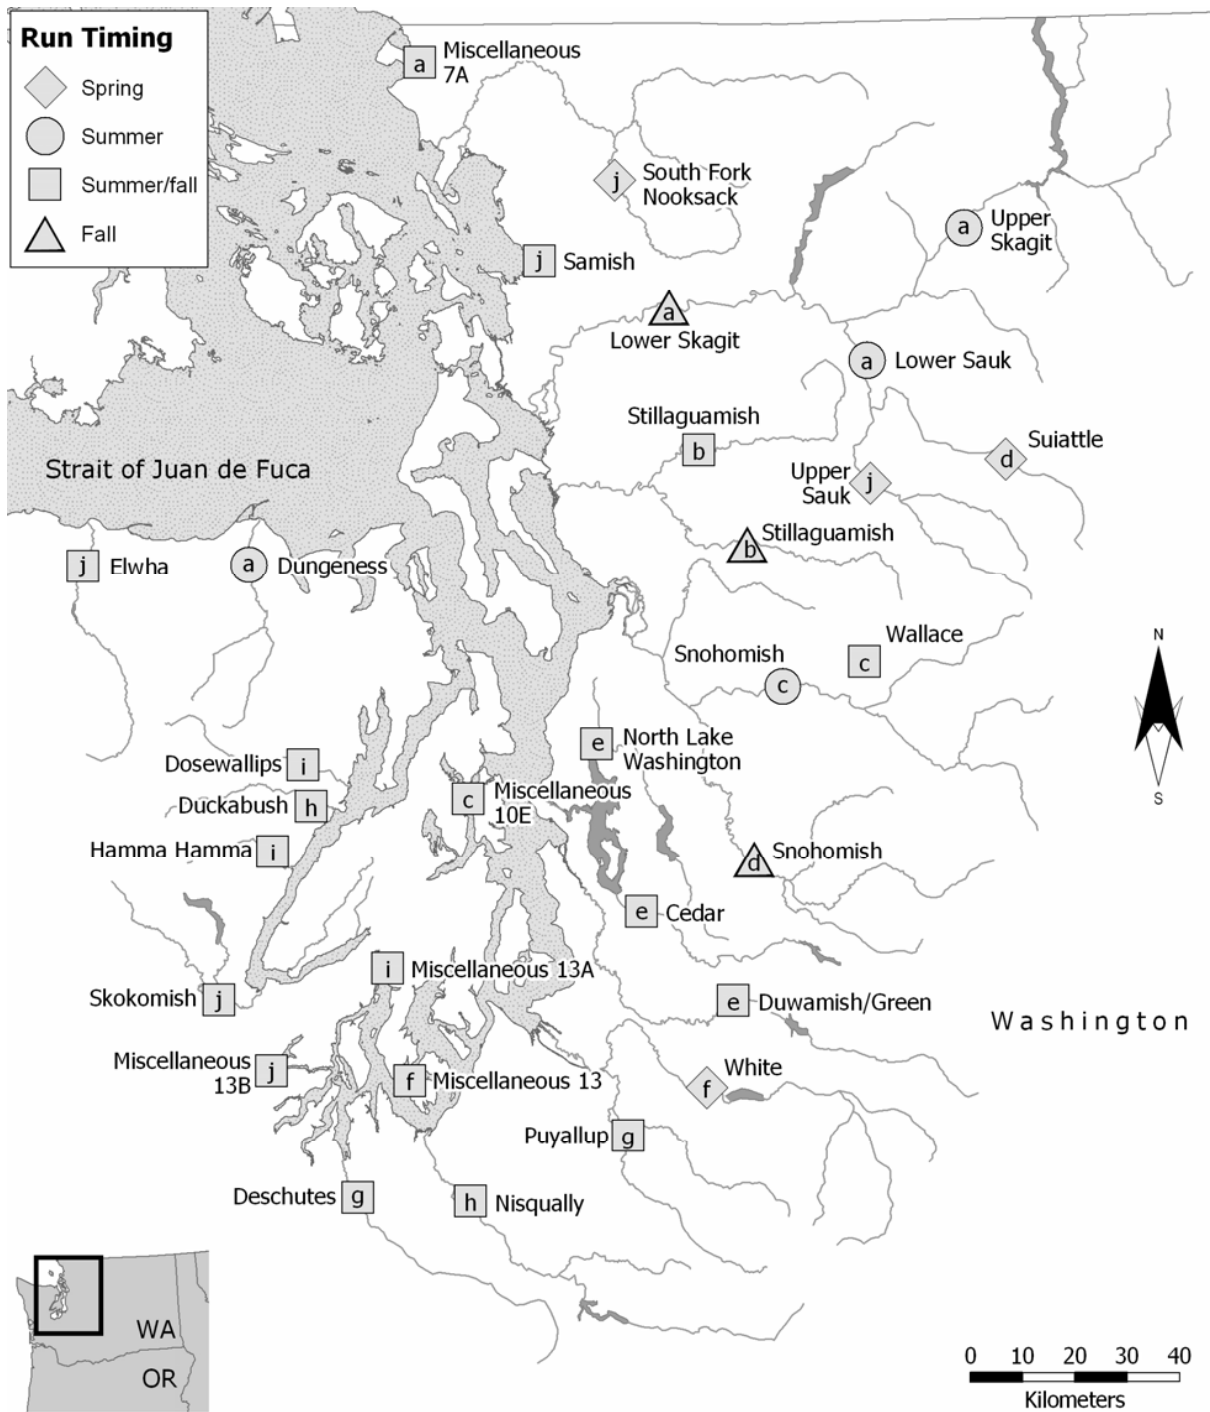 Run Timing
Spring
Summer
Summer/fall
Fall
a
Miscellaneous
7A
j
South Fork
Nooksack
a
Upper
Skagit
j
Samish
a
Lower Skagit
a
Lower Sauk
Stillaguamish
b
Suiattle
d
Upper
Sauk
j
Strait of Juan de Fuca
Stillaguamish
b
j
Elwha
a
Dungeness
Wallace
c
Snohomish
c
N
S
e
North Lake
Washington
Dosewallips
i
Duckabush
h
c
Miscellaneous
10E
Hamma Hamma
i
Snohomish
d
e
Cedar
i
Miscellaneous 13A
Skokomish
j
e
Duwamish/Green
Washington
Miscellaneous
13B
j
f
Miscellaneous 13
White
f
Puyallup
g
Deschutes
g
h
Nisqually
WA
OR
0 10 20 30 40
Kilometers